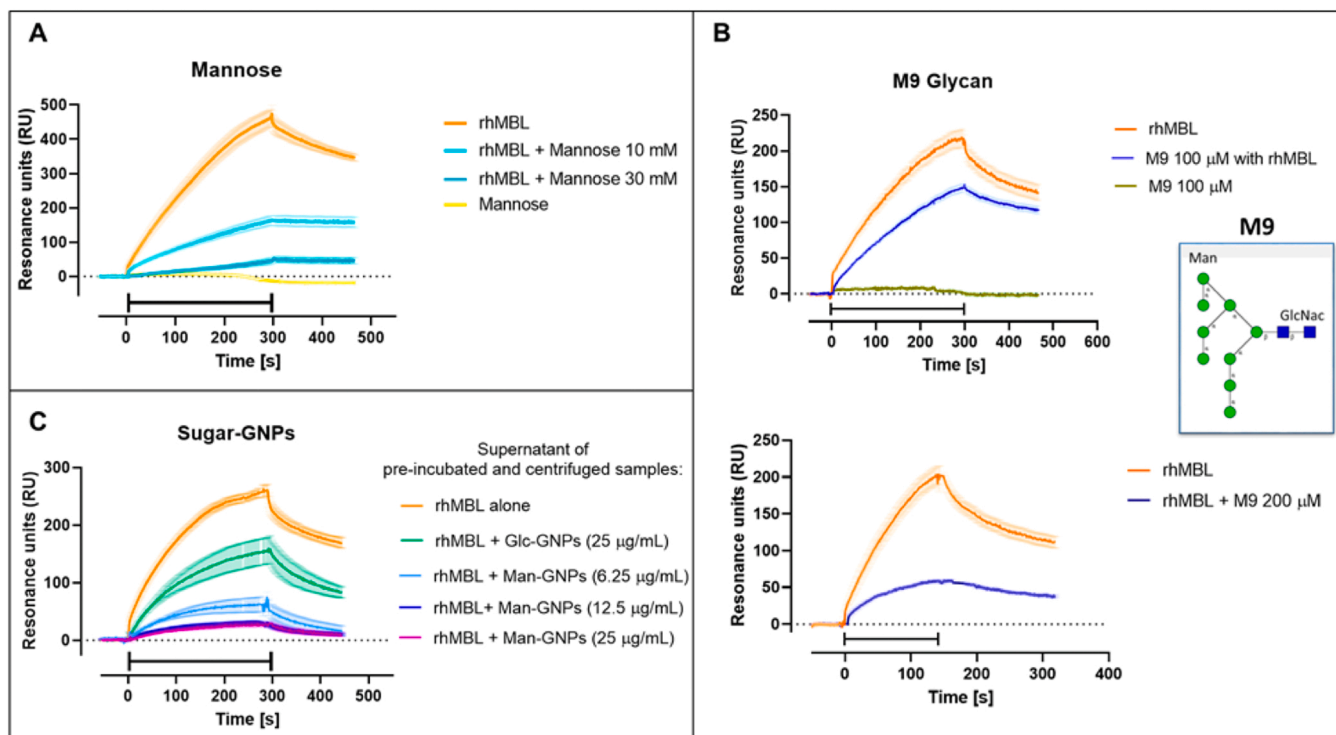 A
Mannose
Resonance units (RU)
500
400
300
200
100
0
0 100 200 300 400 500
Time [s]
rhMBL
rhMBL + Mannose 10 mM
rhMBL + Mannose 30 mM
Mannose
B
M9 Glycan
Resonance units (RU)
250
200
150
100
50
0
0 100 200 300 400 500 600
Time [s]
rhMBL
M9 100 μM with rhMBL
M9 100 μM
M9
Man
GlcNac
Resonance units (RU)
250
200
150
100
50
0
0 100 200 300 400
Time [s]
rhMBL
rhMBL + M9 200 μM
C
Sugar-GNPs
Resonance units (RU)
300
200
100
0
0 100 200 300 400 500
Time [s]
Supernatant of
pre-incubated and centrifuged samples:
rhMBL alone
rhMBL + Glc-GNPs (25 μg/mL)
rhMBL + Man-GNPs (6.25 μg/mL)
rhMBL+ Man-GNPs (12.5 μg/mL)
rhMBL + Man-GNPs (25 μg/mL)